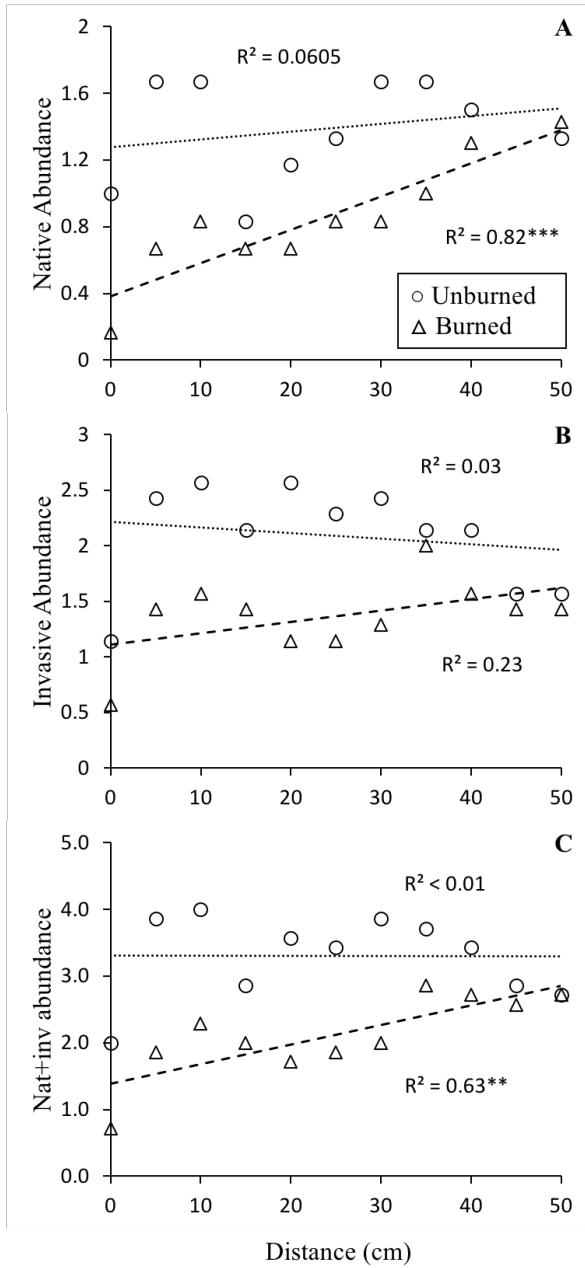 A
2
1.6
1.2
0.8
0.4
0
Native Abundance
R² = 0.0605
R² = 0.82***
Unburned
Burned
0 10 20 30 40 50
B
3
2.5
2
1.5
1
0.5
0
Invasive Abundance
R² = 0.03
R² = 0.23
0 10 20 30 40 50
C
5.0
4.0
3.0
2.0
1.0
0.0
Nat+inv abundance
R² < 0.01
R² = 0.63**
0 10 20 30 40 50
Distance (cm)